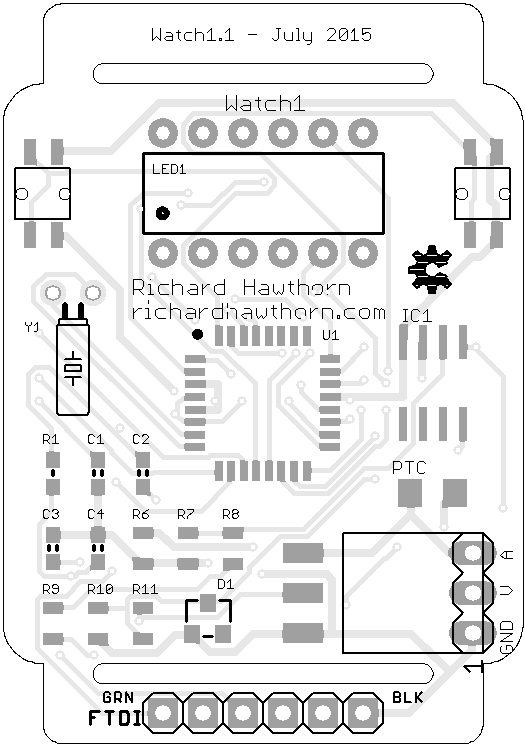 Watch1.1 - July 2015
Watch1
LED1
Richard Hawthorn
richardhawthorn.com
IC1
Y1
U1
R1 C1 C2
PTC
C3 C4 R6 R7 R8
A
R9 R10 R11 D1
V
GND
1
GRN
BLK
FTDI